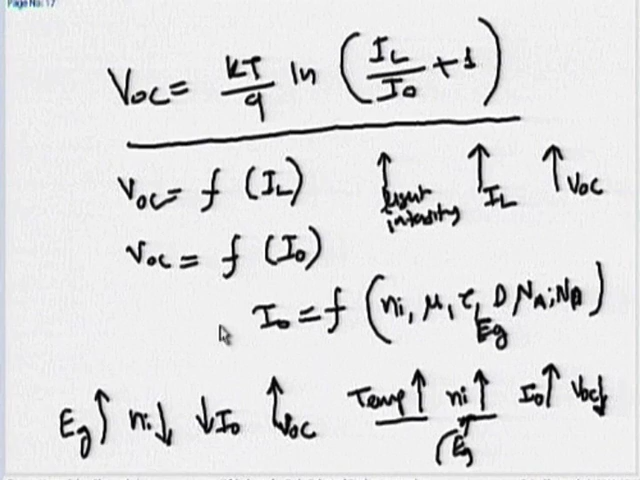 Page No: 17
Voc = kT/q ln (IL/Io + 1)
Voc = f (IL) ↑ Light intensity ↑ IL ↑ Voc
Voc = f (Io)
Io = f (ni, μ, τ, D, NA, ND)
Eg
Eg ↑ ni ↓ ↓ Io ↑ Voc Temp ↑ ni ↑ Io ↑ Voc ↓
(Eg